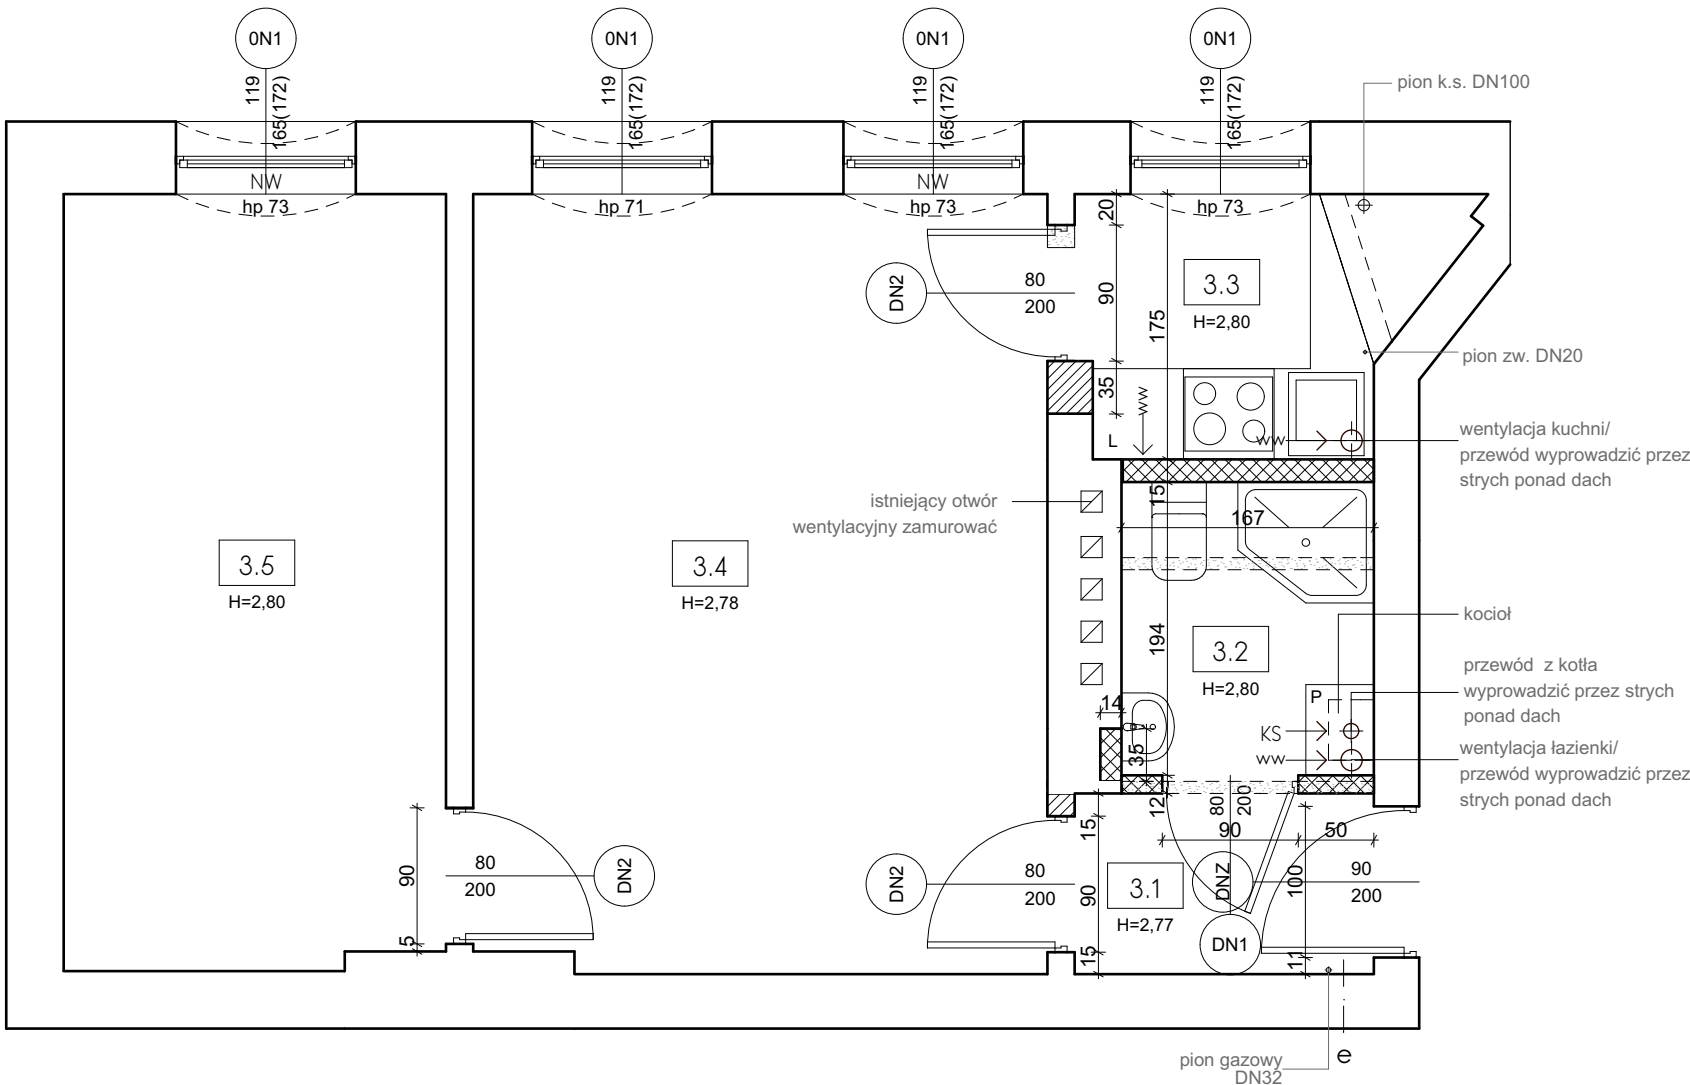 0N1
0N1
0N1
0N1
119
165(172)
119
165(172)
119
165(172)
119
165(172)
pion k.s. DN100
NW
NW
hp 73
hp 71
hp 73
hp 73
20
DN2
80
200
90
175
3.3
H=2,80
pion zw. DN20
35
WW
L
WW
wentylacja kuchni/
przewód wyprowadzić przez
strych ponad dach
istniejący otwór
wentylacyjny zamurować
15
167
3.5
H=2,80
3.4
H=2,78
194
3.2
H=2,80
kocioł
przewód z kotła
wyprowadzić przez strych
ponad dach
P
14
35
KS
WW
wentylacja łazienki/
przewód wyprowadzić przez
strych ponad dach
12
80
200
15
90
50
90
80
200
DN2
5
DN2
80
200
90
3.1
H=2,77
DNZ
100
90
200
15
DN1
11
e
pion gazowy
DN32